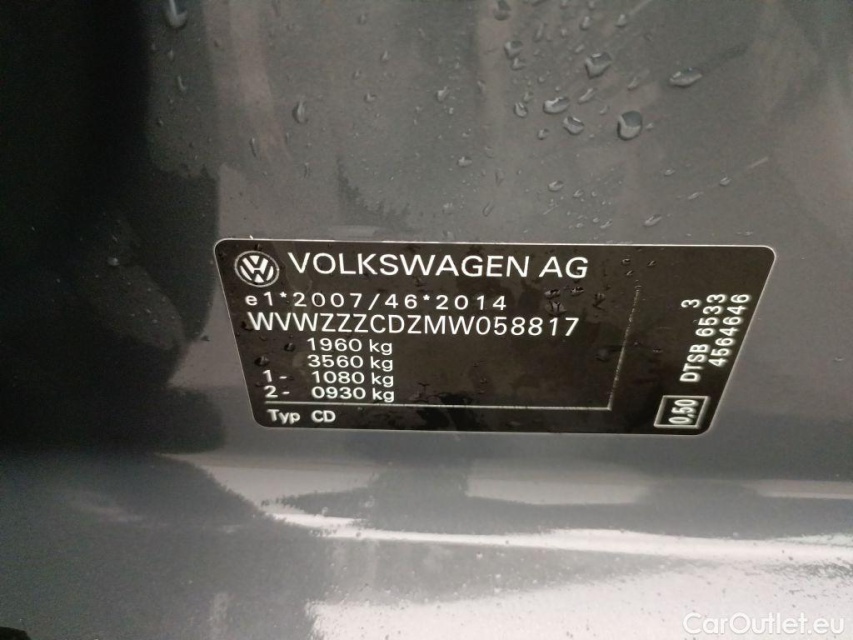 VOLKSWAGEN AG
e1*2007/46*2014
WVWZZZCDZMW058817
1960 kg
3560 kg
1- 1080 kg
2- 0930 kg
Typ CD
3
DTSB 6533
4564646
0,50
CarOutlet.eu